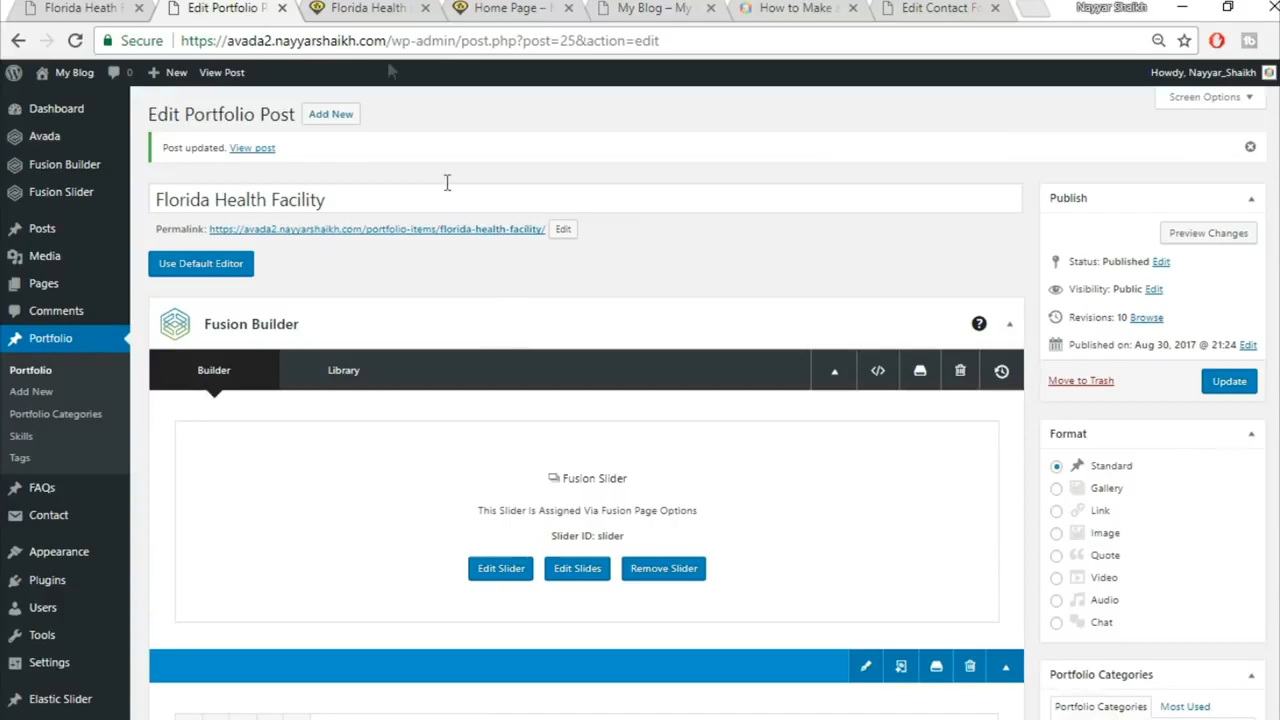 Florida Heath F
Edit Portfolio P
Florida Health
Home Page –
My Blog – My
How to Make
Edit Contact Fo
Nayyar Shaikh
Secure https://avada2.nayyarshaikh.com/wp-admin/post.php?post=25&action=edit
My Blog 0 New View Post Howdy, Nayyar_Shaikh
Screen Options
Dashboard
Avada
Fusion Builder
Fusion Slider
Posts
Media
Pages
Comments
Portfolio
Portfolio
Add New
Portfolio Categories
Skills
Tags
FAQs
Contact
Appearance
Plugins
Users
Tools
Settings
Elastic Slider
Edit Portfolio Post Add New
Post updated. View post
Florida Health Facility
Permalink: https://avada2.nayyarshaikh.com/portfolio-items/florida-health-facility/ Edit
Use Default Editor
Fusion Builder
Builder Library
Fusion Slider
This Slider Is Assigned Via Fusion Page Options
Slider ID: slider
Edit Slider Edit Slides Remove Slider
Publish
Preview Changes
Status: Published Edit
Visibility: Public Edit
Revisions: 10 Browse
Published on: Aug 30, 2017 @ 21:24 Edit
Move to Trash Update
Format
Standard
Gallery
Link
Image
Quote
Video
Audio
Chat
Portfolio Categories
Portfolio Categories Most Used